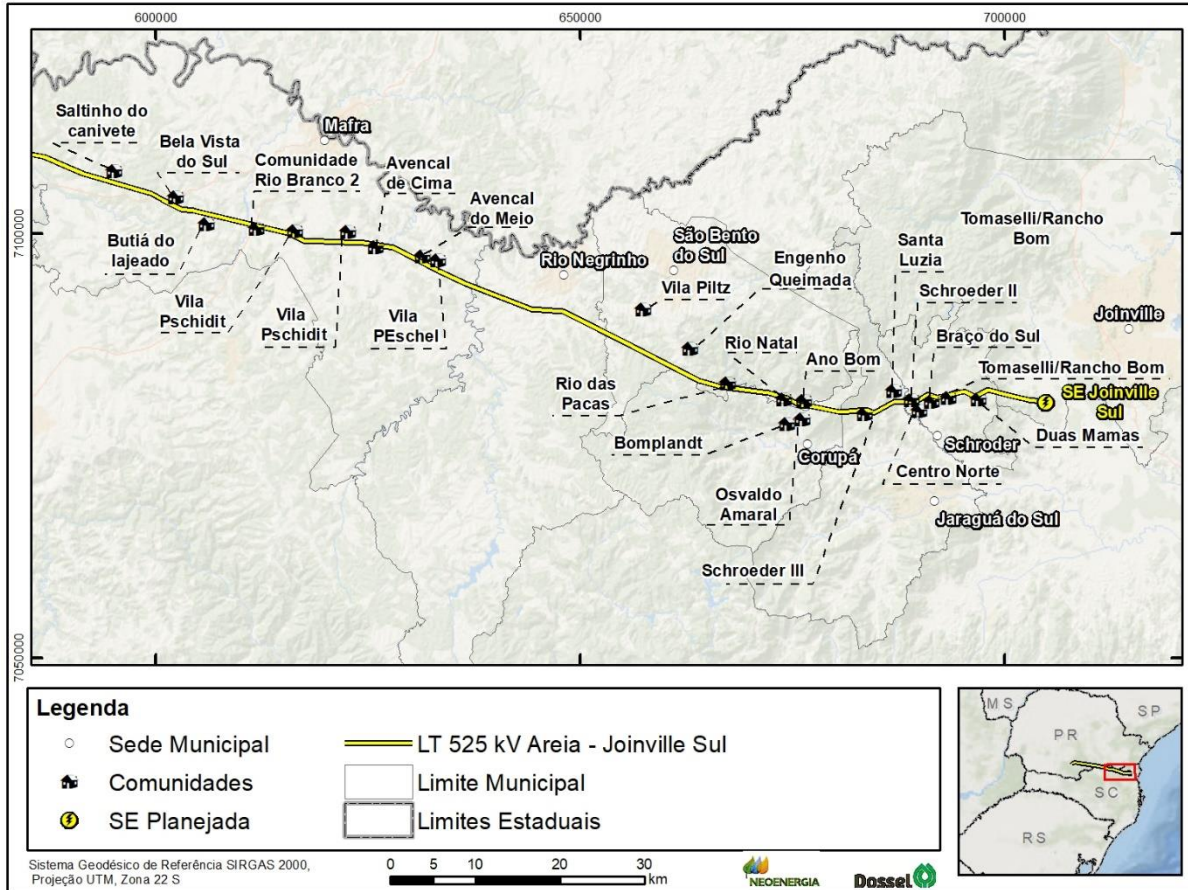 600000
650000
700000
Saltinho do
canivete
Bela Vista
do Sul
Mafra
Comunidade
Rio Branco 2
Avencal
de Cima
Avencal
do Meio
7100000
Butiá do
lajeado
Vila
Pschidit
Vila
Pschidit
Vila
PEschel
Rio Negrinho
São Bento
do Sul
Vila Piltz
Engenho
Queimada
Santa
Luzia
Tomaselli/Rancho
Bom
Schroeder II
Joinville
Rio Natal
Ano Bom
Braço do Sul
Rio das
Pacas
Tomaselli/Rancho Bom
SE Joinville
Sul
Bomplandt
Corupá
Schroder
Duas Mamas
Centro Norte
Osvaldo
Amaral
Jaraguá do Sul
Schroeder III
7050000
Legenda
Sede Municipal
Comunidades
SE Planejada
LT 525 kV Areia - Joinville Sul
Limite Municipal
Limites Estaduais
Sistema Geodésico de Referência SIRGAS 2000,
Projeção UTM, Zona 22 S
0 5 10 20 30
km
NEOENERGIA
Dossel
MS
SP
PR
SC
RS